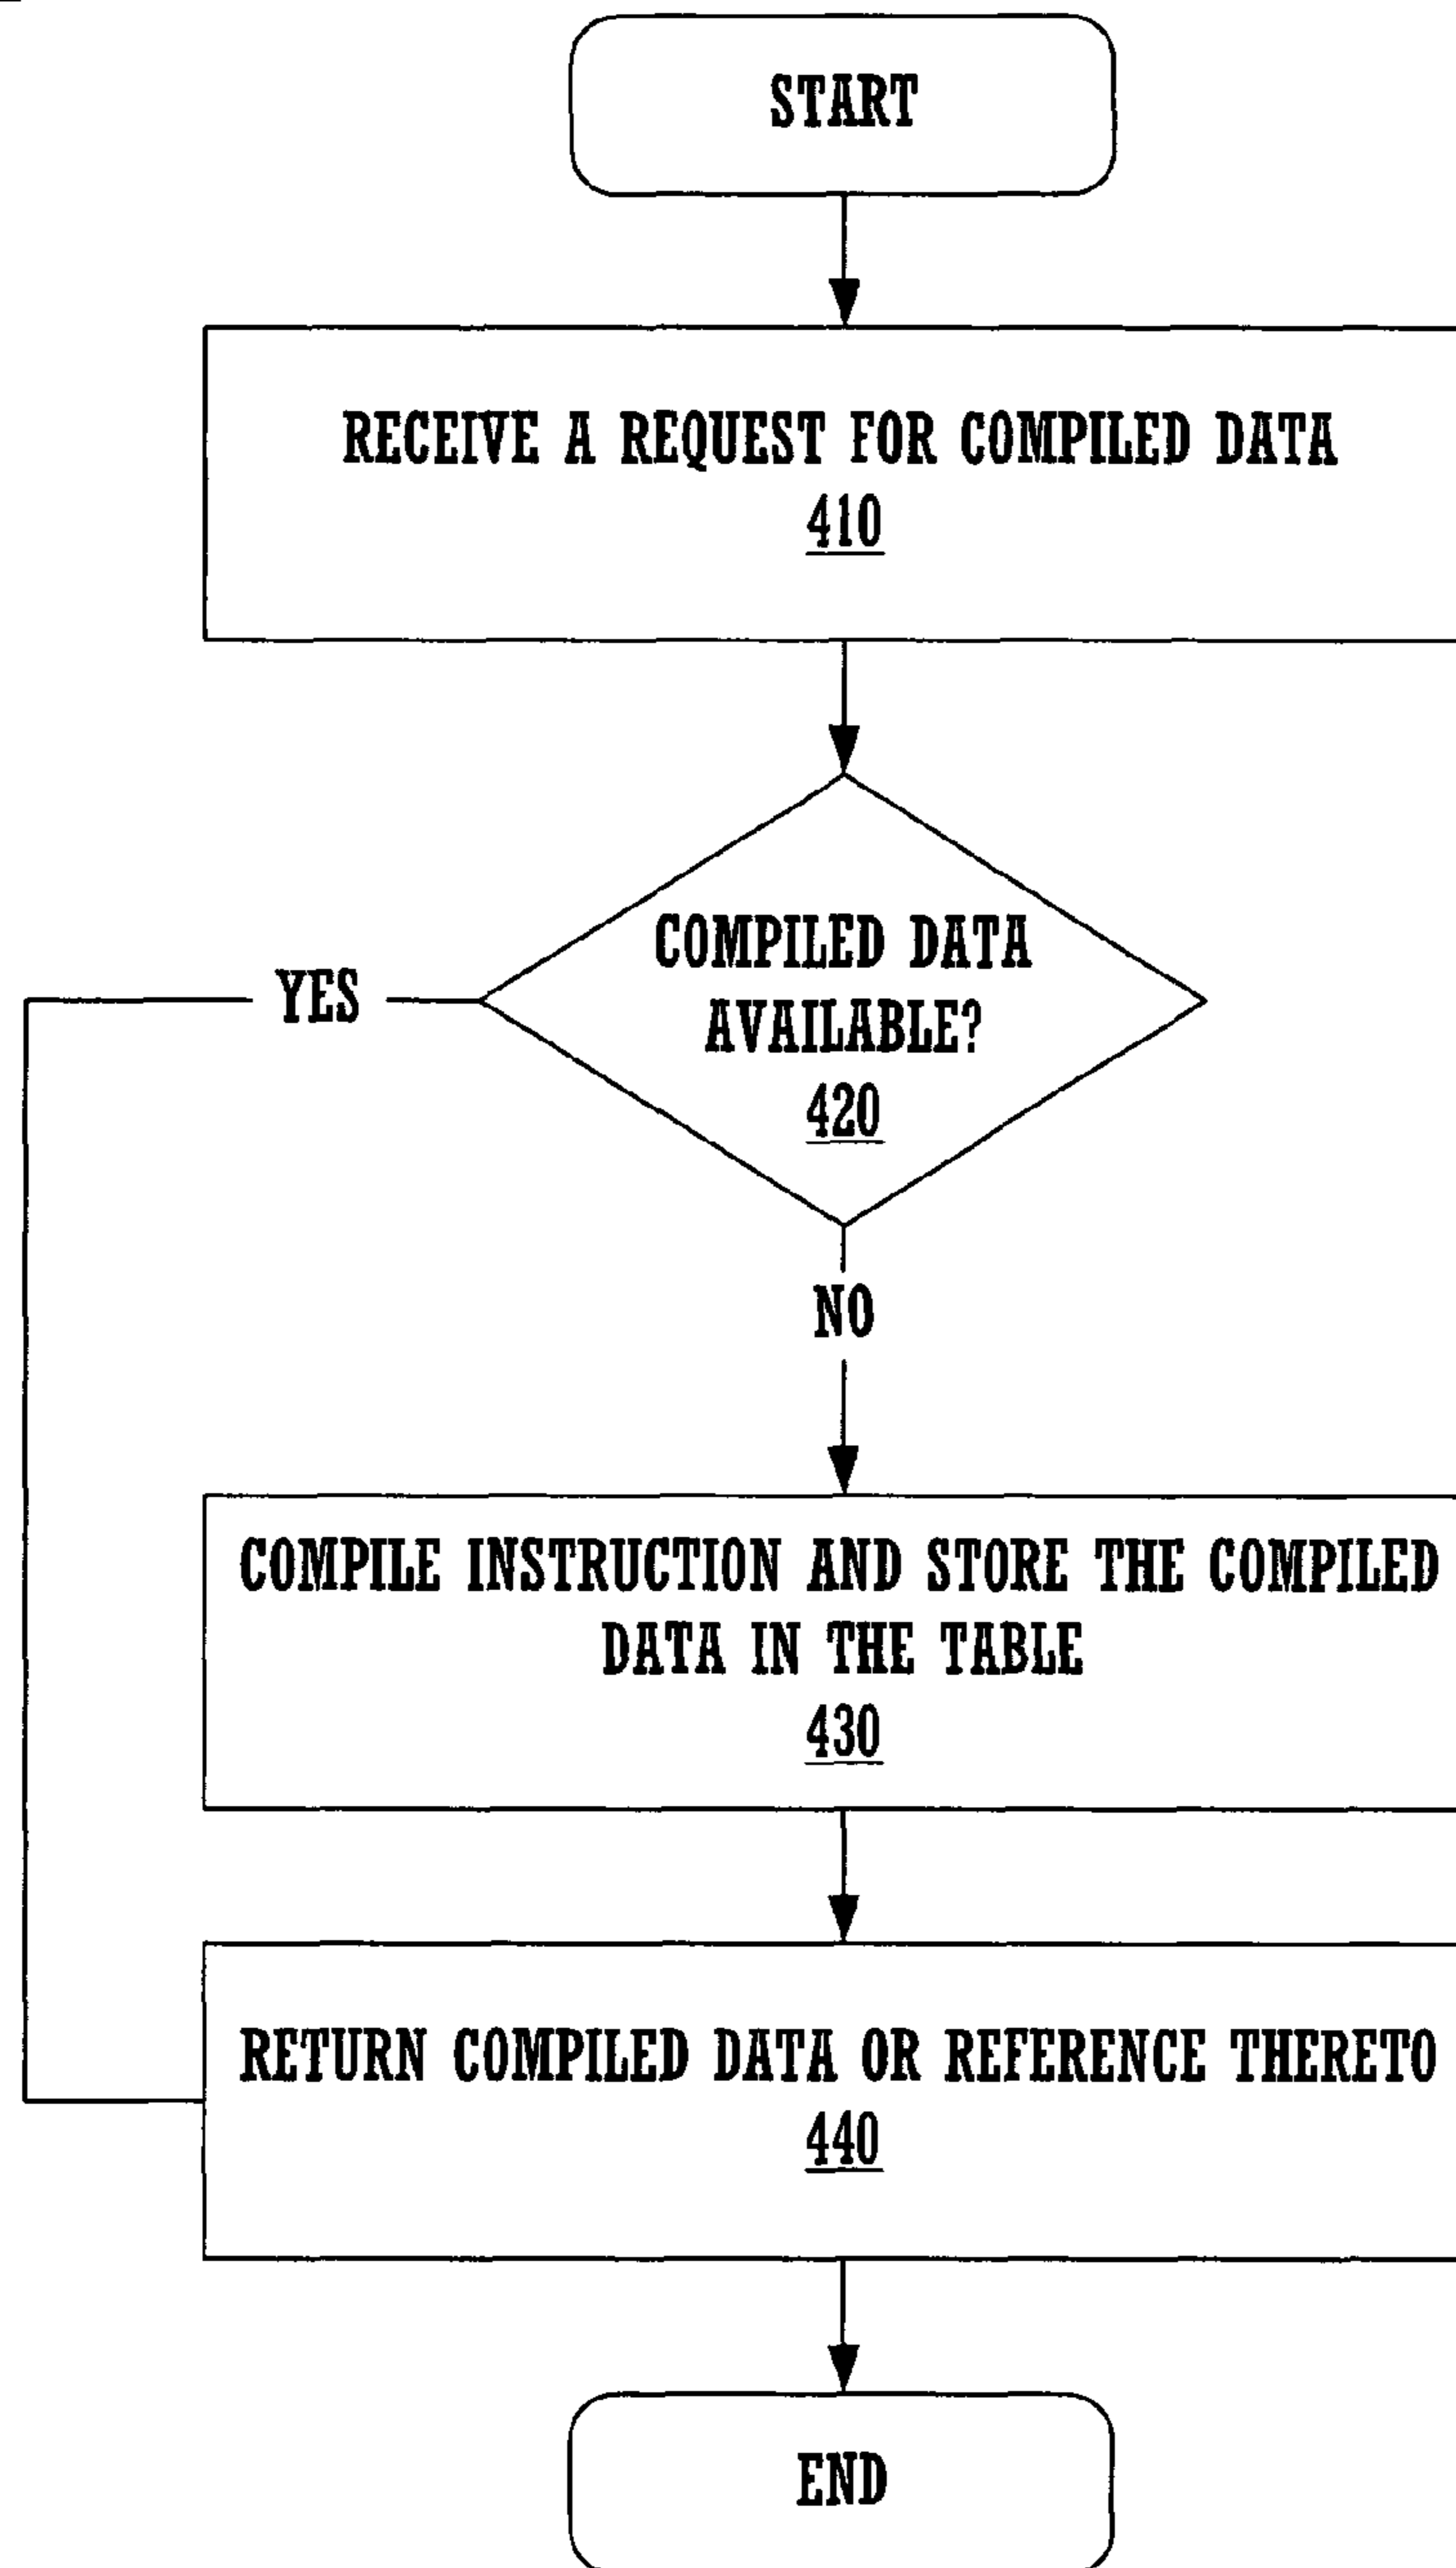 START
RECEIVE A REQUEST FOR COMPILED DATA
410
COMPILED DATA
AVAILABLE?
420
YES
NO
COMPILE INSTRUCTION AND STORE THE COMPILED
DATA IN THE TABLE
430
RETURN COMPILED DATA OR REFERENCE THERETO
440
END